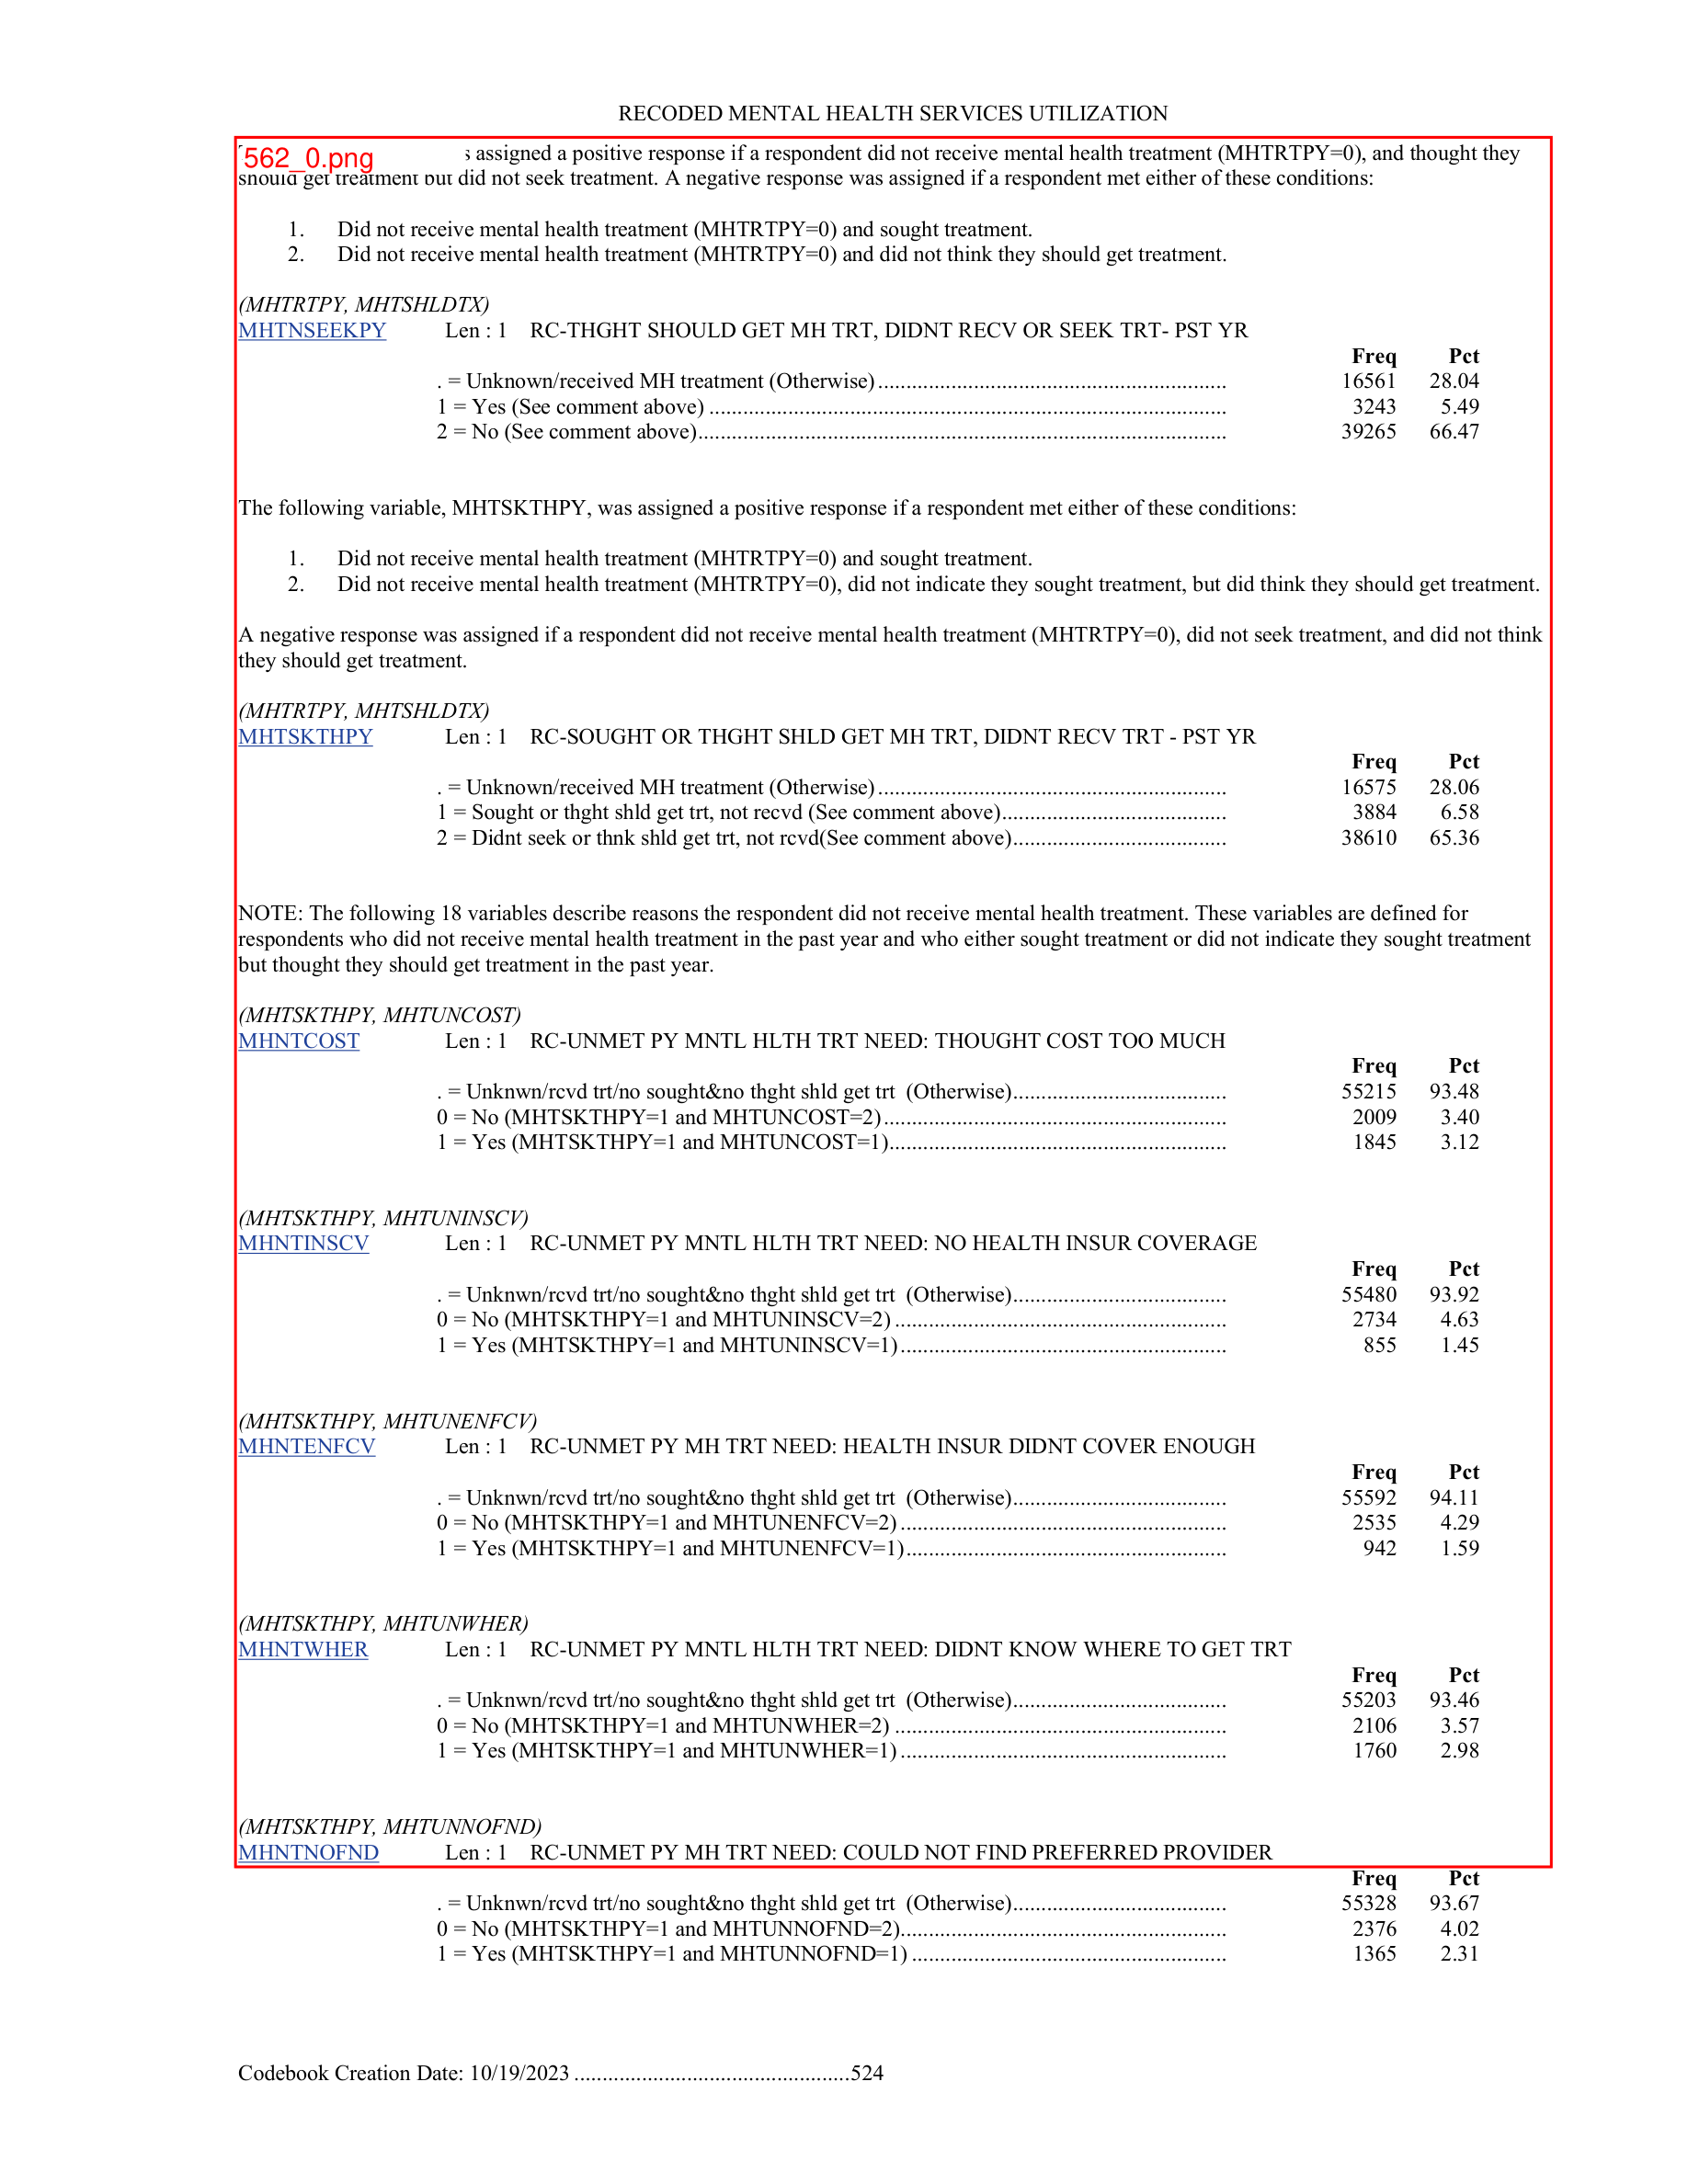 RECODED MENTAL HEALTH SERVICES UTILIZATION
562_0.png
assigned a positive response if a respondent did not receive mental health treatment (MHTRTPY=0), and thought they
should get treatment but did not seek treatment. A negative response was assigned if a respondent met either of these conditions:
1. Did not receive mental health treatment (MHTRTPY=0) and sought treatment.
2. Did not receive mental health treatment (MHTRTPY=0) and did not think they should get treatment.
(MHTRTPY, MHTSHLDTX)
MHTNSEEKPY Len : 1 RC-THGHT SHOULD GET MH TRT, DIDNT RECV OR SEEK TRT- PST YR
Freq Pct
. = Unknown/received MH treatment (Otherwise).............................................................. 16561 28.04
1 = Yes (See comment above) ............................................................................................ 3243 5.49
2 = No (See comment above).............................................................................................. 39265 66.47
The following variable, MHTSKTHPY, was assigned a positive response if a respondent met either of these conditions:
1. Did not receive mental health treatment (MHTRTPY=0) and sought treatment.
2. Did not receive mental health treatment (MHTRTPY=0), did not indicate they sought treatment, but did think they should get treatment.
A negative response was assigned if a respondent did not receive mental health treatment (MHTRTPY=0), did not seek treatment, and did not think
they should get treatment.
(MHTRTPY, MHTSHLDTX)
MHTSKTHPY Len : 1 RC-SOUGHT OR THGHT SHLD GET MH TRT, DIDNT RECV TRT - PST YR
Freq Pct
. = Unknown/received MH treatment (Otherwise).............................................................. 16575 28.06
1 = Sought or thght shld get trt, not recvd (See comment above)........................................ 3884 6.58
2 = Didnt seek or thnk shld get trt, not rcvd(See comment above)...................................... 38610 65.36
NOTE: The following 18 variables describe reasons the respondent did not receive mental health treatment. These variables are defined for
respondents who did not receive mental health treatment in the past year and who either sought treatment or did not indicate they sought treatment
but thought they should get treatment in the past year.
(MHTSKTHPY, MHTUNCOST)
MHNTCOST Len : 1 RC-UNMET PY MNTL HLTH TRT NEED: THOUGHT COST TOO MUCH
Freq Pct
. = Unknwn/rcvd trt/no sought&no thght shld get trt (Otherwise)...................................... 55215 93.48
0 = No (MHTSKTHPY=1 and MHTUNCOST=2)............................................................. 2009 3.40
1 = Yes (MHTSKTHPY=1 and MHTUNCOST=1)............................................................ 1845 3.12
(MHTSKTHPY, MHTUNINSCV)
MHNTINSCV Len : 1 RC-UNMET PY MNTL HLTH TRT NEED: NO HEALTH INSUR COVERAGE
Freq Pct
. = Unknwn/rcvd trt/no sought&no thght shld get trt (Otherwise)...................................... 55480 93.92
0 = No (MHTSKTHPY=1 and MHTUNINSCV=2)........................................................... 2734 4.63
1 = Yes (MHTSKTHPY=1 and MHTUNINSCV=1).......................................................... 855 1.45
(MHTSKTHPY, MHTUNENFCV)
MHNTENFCV Len : 1 RC-UNMET PY MH TRT NEED: HEALTH INSUR DIDNT COVER ENOUGH
Freq Pct
. = Unknwn/rcvd trt/no sought&no thght shld get trt (Otherwise)...................................... 55592 94.11
0 = No (MHTSKTHPY=1 and MHTUNENFCV=2).......................................................... 2535 4.29
1 = Yes (MHTSKTHPY=1 and MHTUNENFCV=1)......................................................... 942 1.59
(MHTSKTHPY, MHTUNWHER)
MHNTWHER Len : 1 RC-UNMET PY MNTL HLTH TRT NEED: DIDNT KNOW WHERE TO GET TRT
Freq Pct
. = Unknwn/rcvd trt/no sought&no thght shld get trt (Otherwise)...................................... 55203 93.46
0 = No (MHTSKTHPY=1 and MHTUNWHER=2) ........................................................... 2106 3.57
1 = Yes (MHTSKTHPY=1 and MHTUNWHER=1).......................................................... 1760 2.98
(MHTSKTHPY, MHTUNNOFND)
MHNTNOFND Len : 1 RC-UNMET PY MH TRT NEED: COULD NOT FIND PREFERRED PROVIDER
Freq Pct
. = Unknwn/rcvd trt/no sought&no thght shld get trt (Otherwise)...................................... 55328 93.67
0 = No (MHTSKTHPY=1 and MHTUNNOFND=2).......................................................... 2376 4.02
1 = Yes (MHTSKTHPY=1 and MHTUNNOFND=1) ........................................................ 1365 2.31
Codebook Creation Date: 10/19/2023 .................................................524